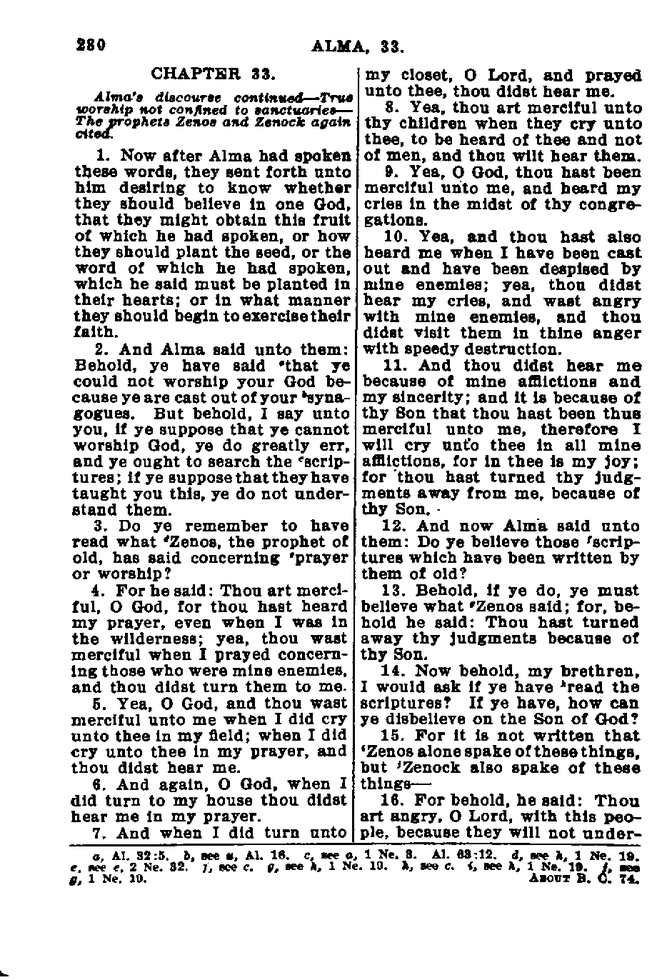 280
ALMA, 33.
CHAPTER 33.
Alma's discourse continued—True
worship not confined to sanctuaries—
The prophets Zenos and Zenock again
cited.
1. Now after Alma had spoken
these words, they sent forth unto
him desiring to know whether
they should believe in one God,
that they might obtain this fruit
of which he had spoken, or how
they should plant the seed, or the
word of which he had spoken,
which he said must be planted in
their hearts; or in what manner
they should begin to exercise their
faith.
2. And Alma said unto them:
Behold, ye have said ᵃthat ye
could not worship your God be-
cause ye are cast out of your ᵇsyna-
gogues. But behold, I say unto
you, if ye suppose that ye cannot
worship God, ye do greatly err,
and ye ought to search the ᶜscrip-
tures; if ye suppose that they have
taught you this, ye do not under-
stand them.
3. Do ye remember to have
read what ᵈZenos, the prophet of
old, has said concerning ᵉprayer
or worship?
4. For he said: Thou art merci-
ful, O God, for thou hast heard
my prayer, even when I was in
the wilderness; yea, thou wast
merciful when I prayed concern-
ing those who were mine enemies,
and thou didst turn them to me.
5. Yea, O God, and thou wast
merciful unto me when I did cry
unto thee in my field; when I did
cry unto thee in my prayer, and
thou didst hear me.
6. And again, O God, when I
did turn to my house thou didst
hear me in my prayer.
7. And when I did turn unto
my closet, O Lord, and prayed
unto thee, thou didst hear me.
8. Yea, thou art merciful unto
thy children when they cry unto
thee, to be heard of thee and not
of men, and thou wilt hear them.
9. Yea, O God, thou hast been
merciful unto me, and heard my
cries in the midst of thy congre-
gations.
10. Yea, and thou hast also
heard me when I have been cast
out and have been despised by
mine enemies; yea, thou didst
hear my cries, and wast angry
with mine enemies, and thou
didst visit them in thine anger
with speedy destruction.
11. And thou didst hear me
because of mine afflictions and
my sincerity; and it is because of
thy Son that thou hast been thus
merciful unto me, therefore I
will cry unto thee in all mine
afflictions, for in thee is my joy;
for thou hast turned thy judg-
ments away from me, because of
thy Son.
12. And now Alma said unto
them: Do ye believe those ᶠscrip-
tures which have been written by
them of old?
13. Behold, if ye do, ye must
believe what ᵍZenos said; for, be-
hold he said: Thou hast turned
away thy judgments because of
thy Son.
14. Now behold, my brethren,
I would ask if ye have ʰread the
scriptures? If ye have, how can
ye disbelieve on the Son of God?
15. For it is not written that
ⁱZenos alone spake of these things,
but ʲZenock also spake of these
things—
16. For behold, he said: Thou
art angry, O Lord, with this peo-
ple, because they will not under-
a, Al. 32:5. b, see u, Al. 16. c, see a, 1 Ne. 3. Al. 63:12. d, see h, 1 Ne. 19.
e, see e, 2 Ne. 32. f, see c. g, see h, 1 Ne. 19. h, see c. i, see h, 1 Ne. 19. j, see
g, 1 Ne. 19. ABOUT B. C. 74.